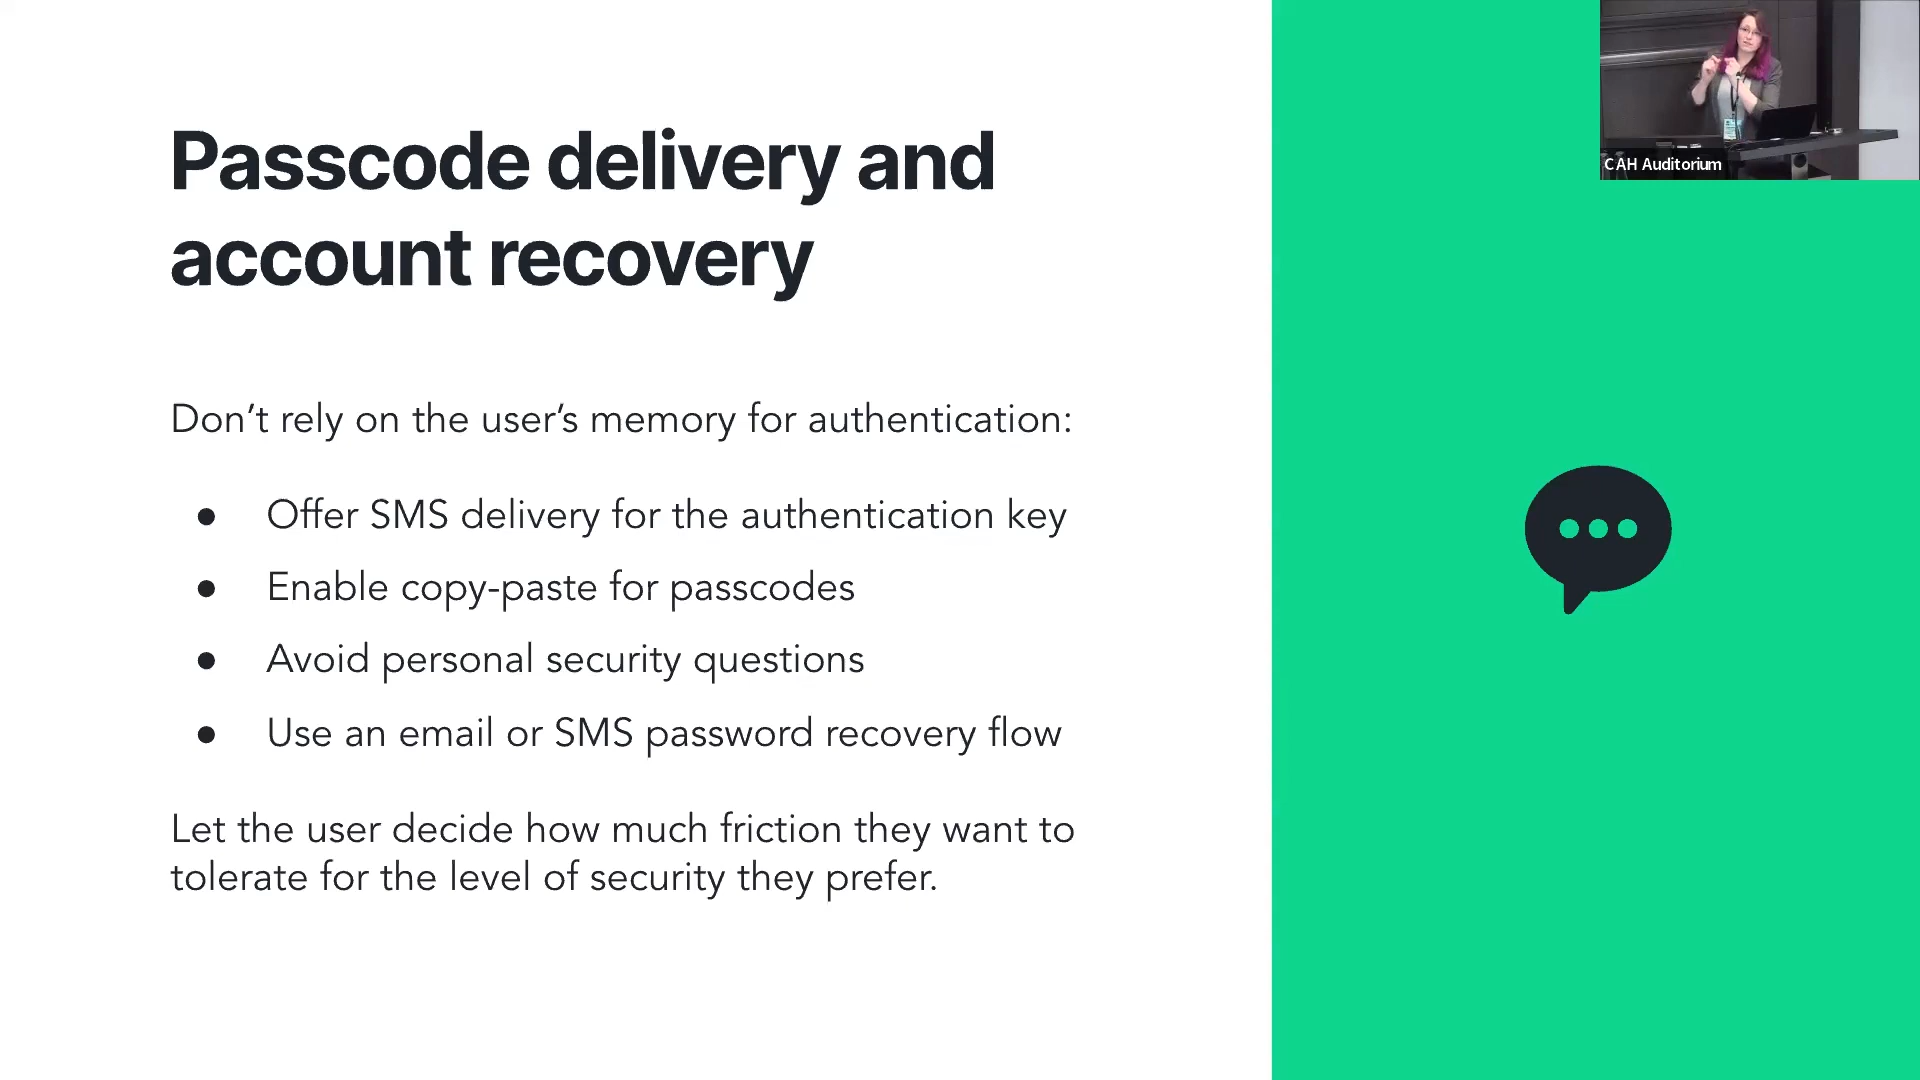 Passcode delivery and
account recovery
Don’t rely on the user’s memory for authentication:
● Offer SMS delivery for the authentication key
● Enable copy-paste for passcodes
● Avoid personal security questions
● Use an email or SMS password recovery flow
Let the user decide how much friction they want to
tolerate for the level of security they prefer.
CAH Auditorium